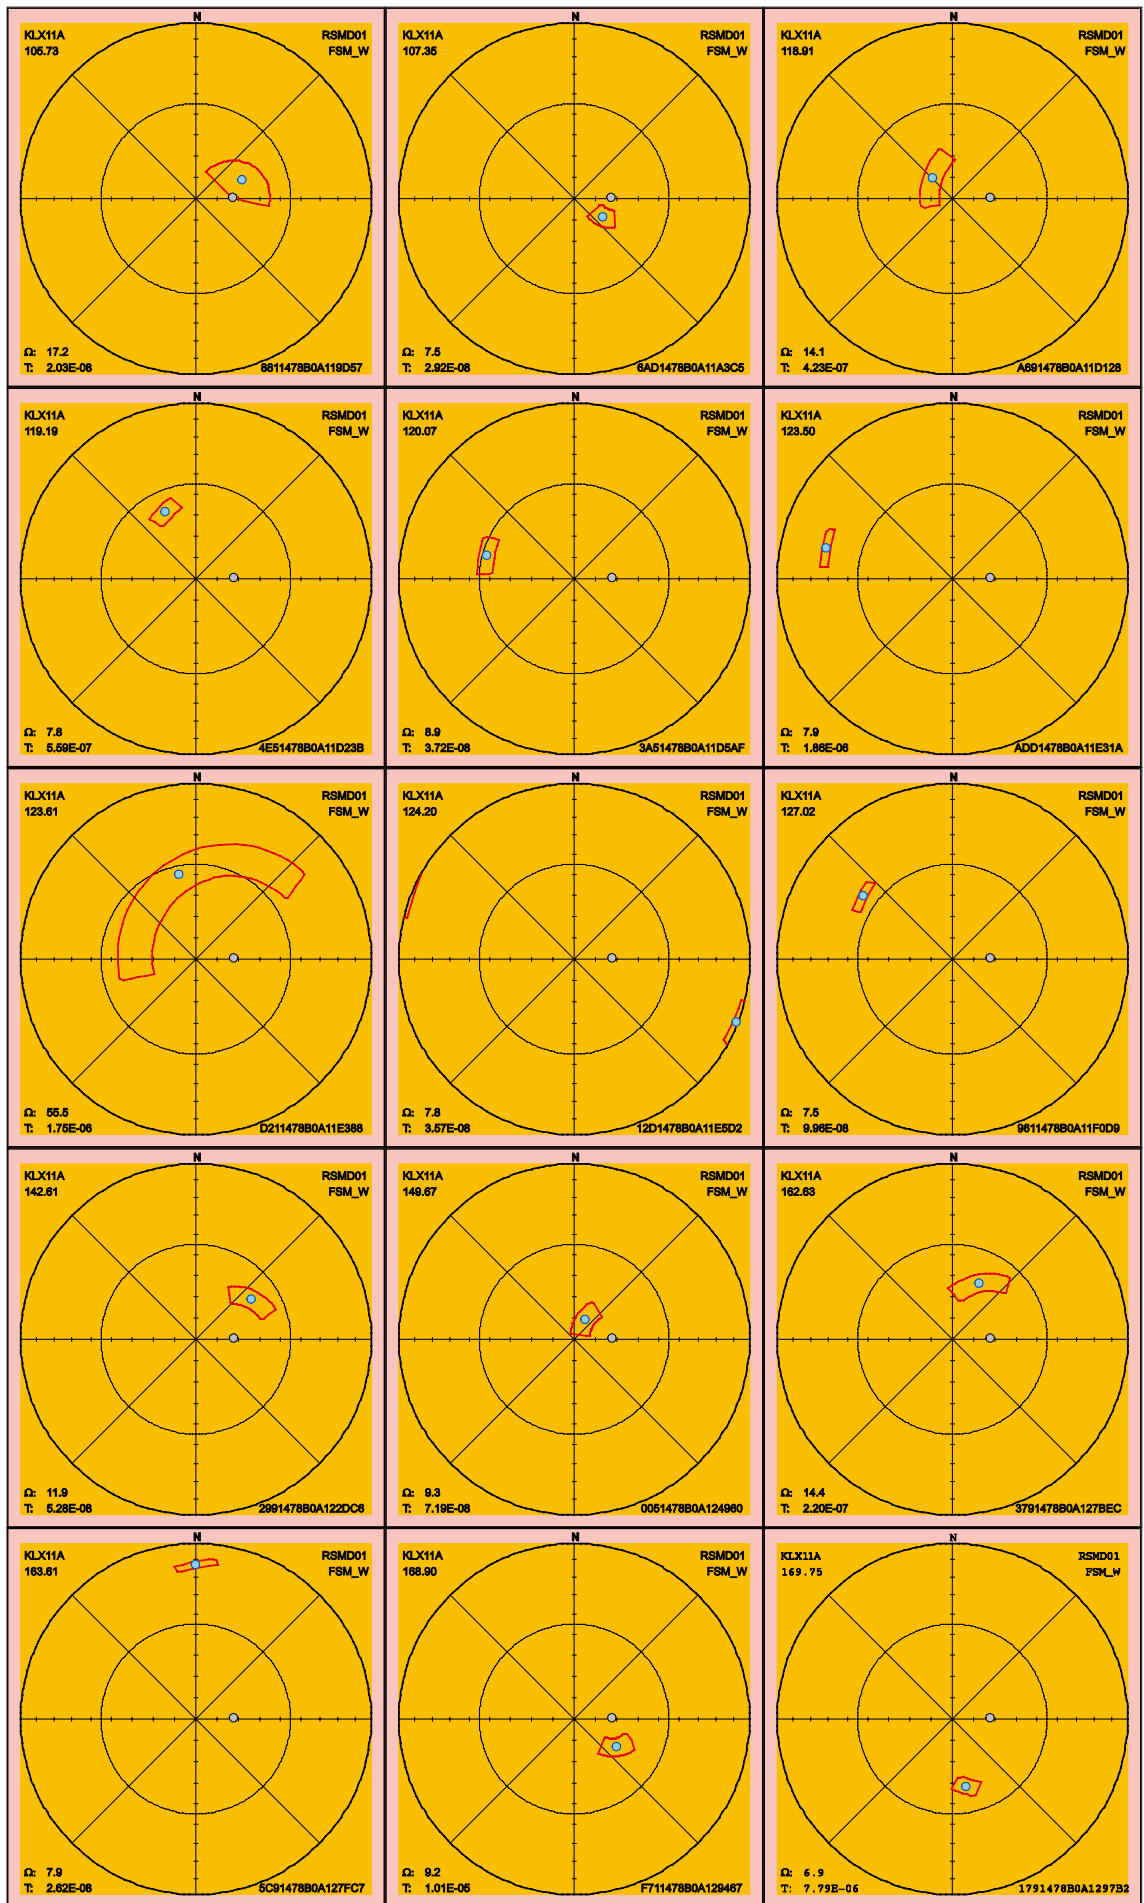 N
KLX11A RSMD01
105.73 FSM_W
Ω: 17.2
T: 2.03E-08 8811478B0A119D57
N
KLX11A RSMD01
107.35 FSM_W
Ω: 7.5
T: 2.92E-08 6AD1478B0A11A3C5
N
KLX11A RSMD01
118.91 FSM_W
Ω: 14.1
T: 4.23E-07 A691478B0A11D128
N
KLX11A RSMD01
119.19 FSM_W
Ω: 7.8
T: 5.59E-07 4E51478B0A11D23B
N
KLX11A RSMD01
120.07 FSM_W
Ω: 8.9
T: 3.72E-08 3A51478B0A11D5AF
N
KLX11A RSMD01
123.50 FSM_W
Ω: 7.9
T: 1.86E-06 ADD1478B0A11E31A
N
KLX11A RSMD01
123.61 FSM_W
Ω: 55.5
T: 1.75E-06 D211478B0A11E388
N
KLX11A RSMD01
124.20 FSM_W
Ω: 7.8
T: 3.57E-08 12D1478B0A11E5D2
N
KLX11A RSMD01
127.02 FSM_W
Ω: 7.5
T: 9.96E-08 9611478B0A11F0D9
N
KLX11A RSMD01
142.61 FSM_W
Ω: 11.9
T: 5.28E-08 2991478B0A122DC6
N
KLX11A RSMD01
149.67 FSM_W
Ω: 9.3
T: 7.19E-08 0051478B0A124960
N
KLX11A RSMD01
162.63 FSM_W
Ω: 14.4
T: 2.20E-07 3791478B0A127BEC
N
KLX11A RSMD01
163.61 FSM_W
Ω: 7.9
T: 2.62E-08 5C91478B0A127FC7
N
KLX11A RSMD01
168.90 FSM_W
Ω: 9.2
T: 1.01E-05 F711478B0A129467
N
KLX11A RSMD01
169.75 FSM_W
Ω: 6.9
T: 7.79E-06 1791478B0A1297B2